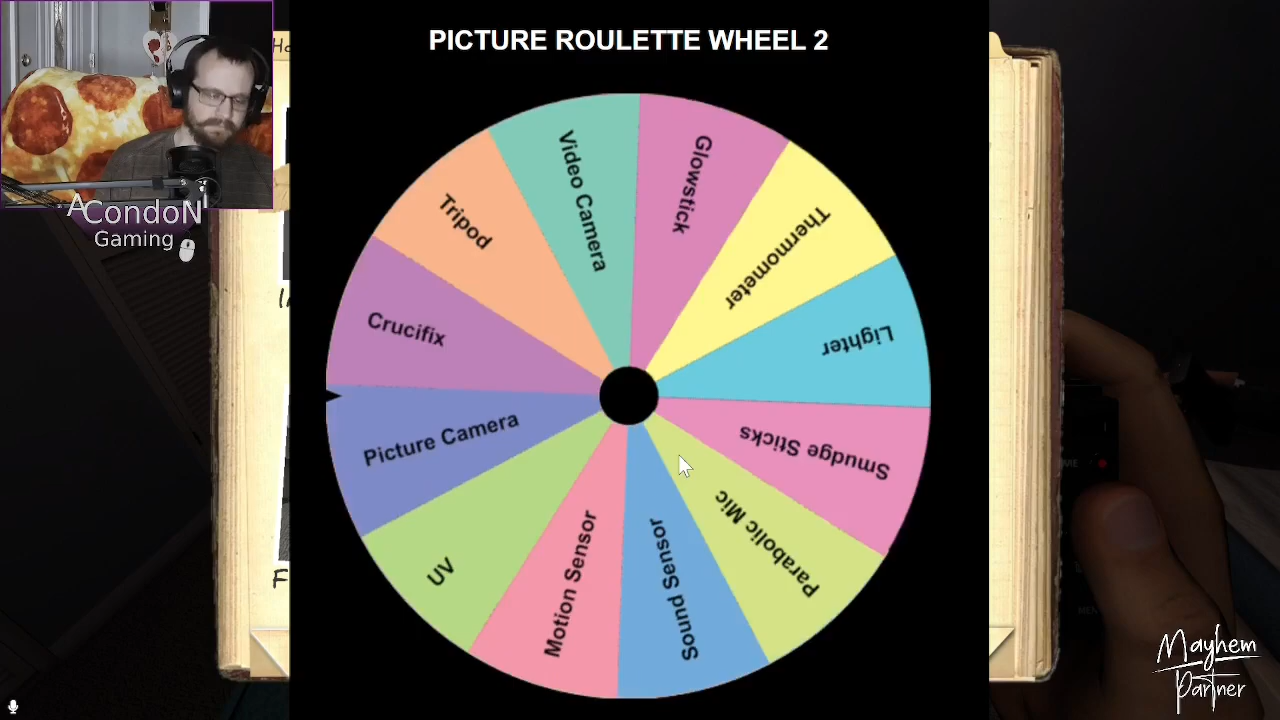 PICTURE ROULETTE WHEEL 2
Video Camera
Glowstick
Thermometer
Lighter
Smudge Sticks
Parabolic Mic
Sound Sensor
Motion Sensor
UV
Picture Camera
Crucifix
Tripod
ACondoN
Gaming
Mayhem
Partner